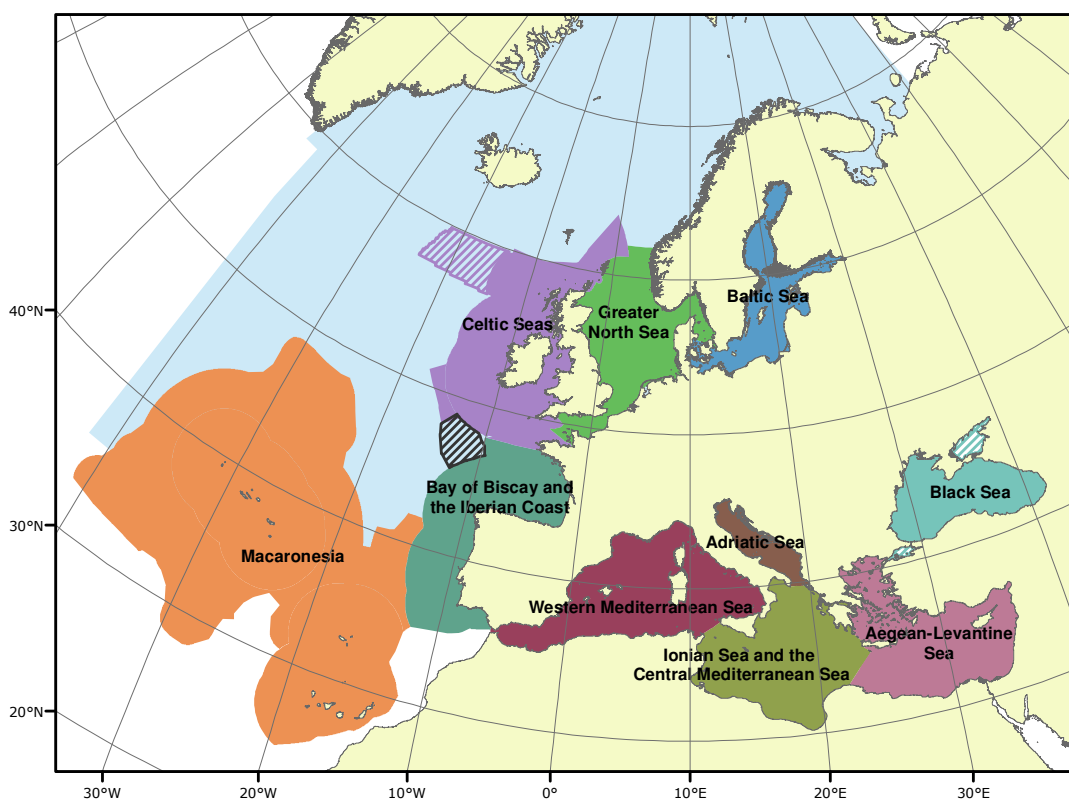 Baltic Sea
Greater
North Sea
Celtic Seas
40°N
Bay of Biscay and
the Iberian Coast
Black Sea
30°N
Adriatic Sea
Macaronesia
Western Mediterranean Sea
Aegean-Levantine
Sea
Ionian Sea and the
Central Mediterranean Sea
20°N
30°W
20°W
10°W
0°
10°E
20°E
30°E